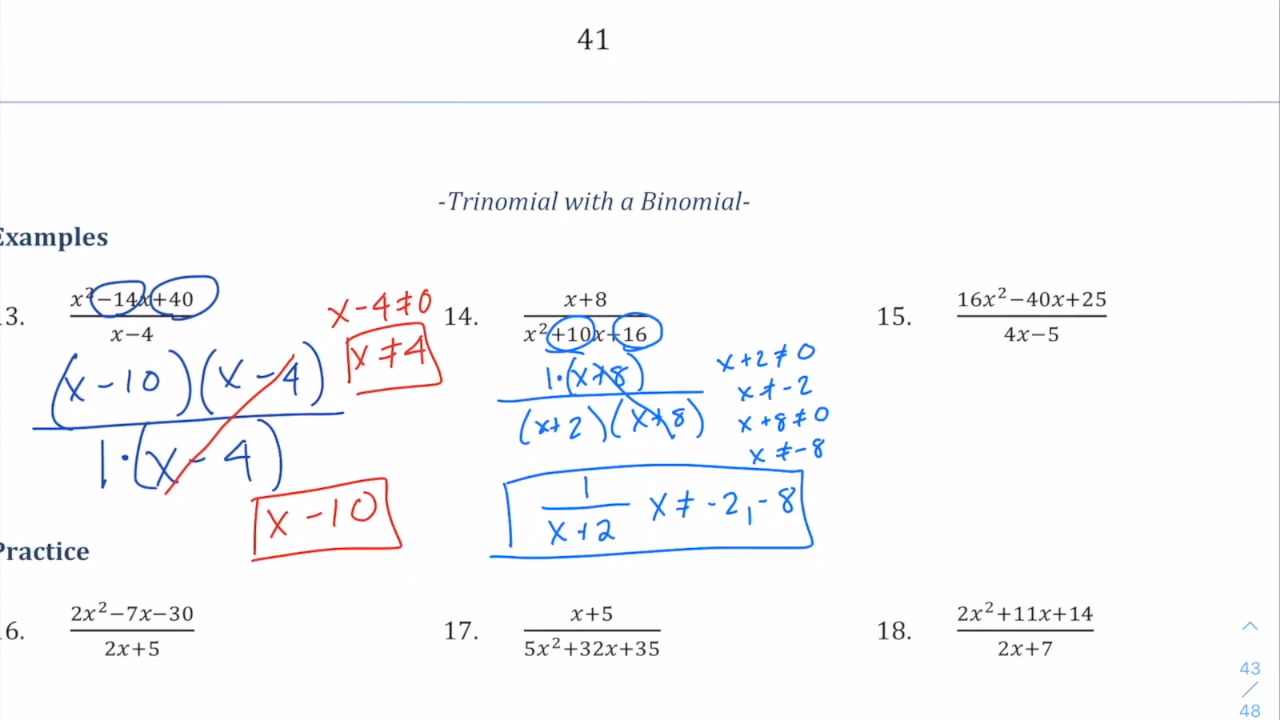 41
-Trinomial with a Binomial-
Examples
13. x²−14x+40 / x−4
x-4≠0
x≠4
(x-10)(x-4) / 1·(x-4)
x-10
14. x+8 / x²+10x+16
1·(x+8) / (x+2)(x+8)
x+2≠0
x≠-2
x+8≠0
x≠-8
1 / x+2 x≠-2,-8
15. 16x²−40x+25 / 4x−5
Practice
16. 2x²−7x−30 / 2x+5
17. x+5 / 5x²+32x+35
18. 2x²+11x+14 / 2x+7
43
/
48